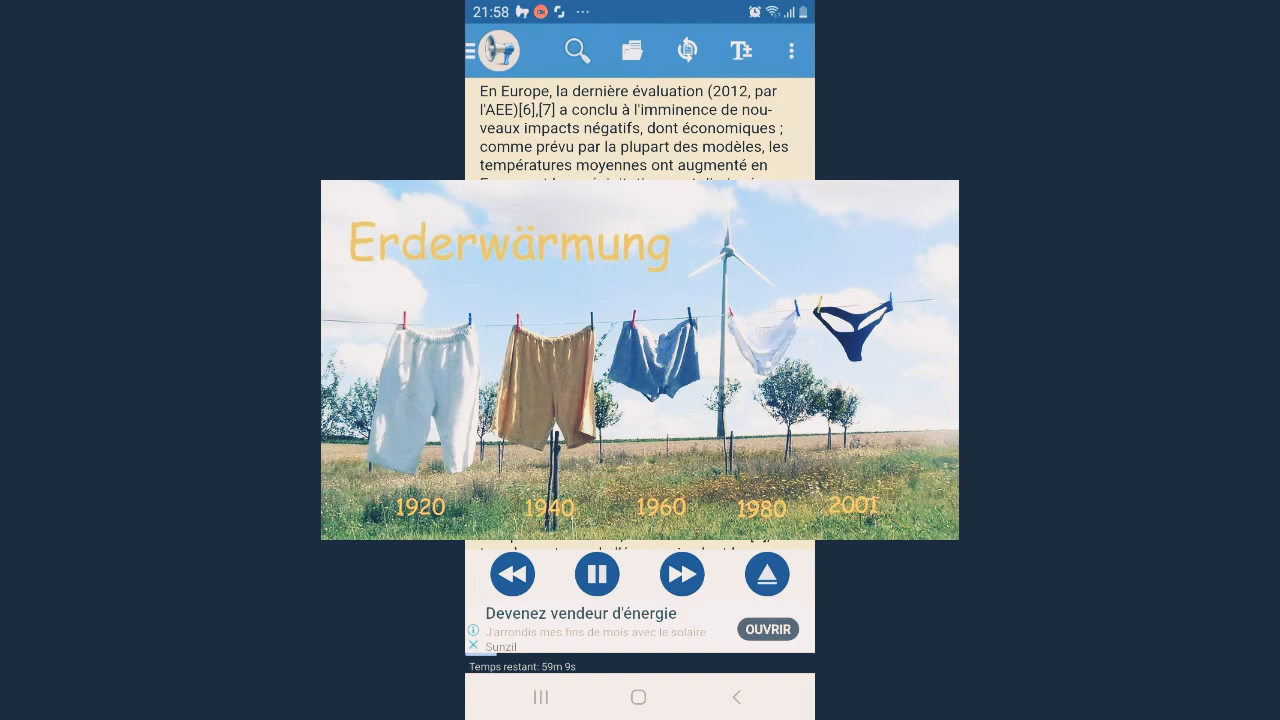 21:58
T±
En Europe, la dernière évaluation (2012, par
l'AEE)[6],[7] a conclu à l'imminence de nou-
veaux impacts négatifs, dont économiques ;
comme prévu par la plupart des modèles, les
températures moyennes ont augmenté en
Erderwärmung
1920 1940 1960 1980 2001
Devenez vendeur d'énergie
J'arrondis mes fins de mois avec le solaire
Sunzil
OUVRIR
Temps restant: 59m 9s